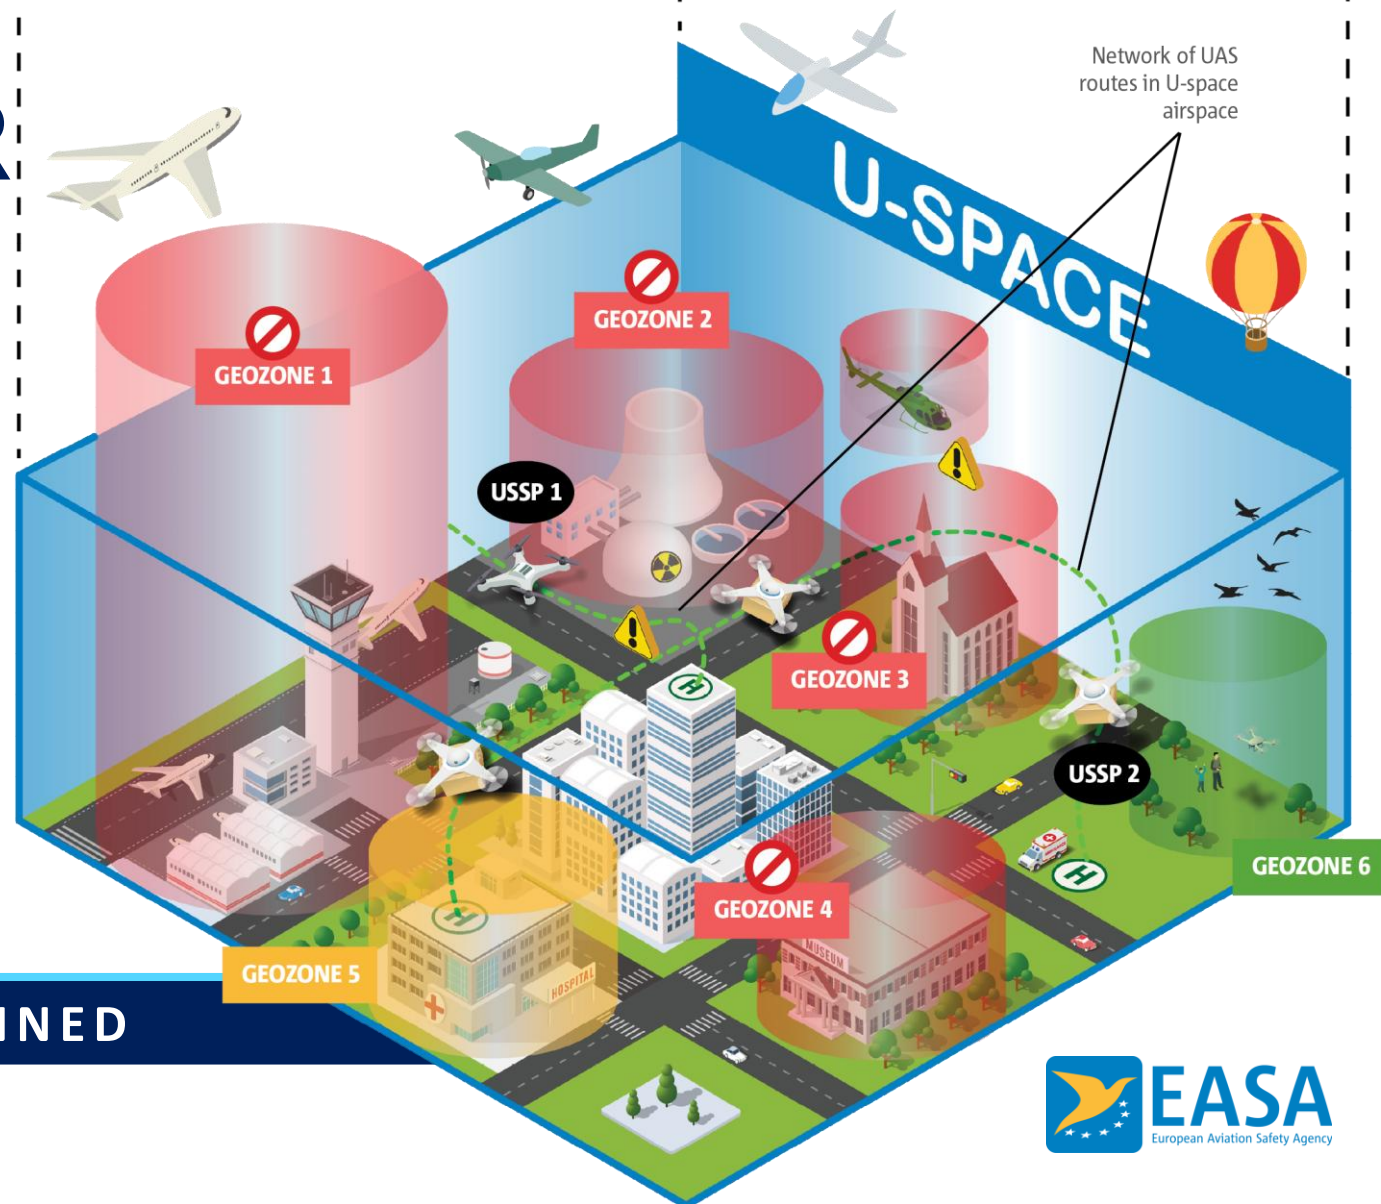 R
Network of UAS
routes in U-space
airspace
U-SPACE
GEOZONE 2
GEOZONE 1
USSP 1
GEOZONE 3
USSP 2
H
GEOZONE 6
H
GEOZONE 4
H
MUSEUM
GEOZONE 5
HOSPITAL
INED
EASA
European Aviation Safety Agency